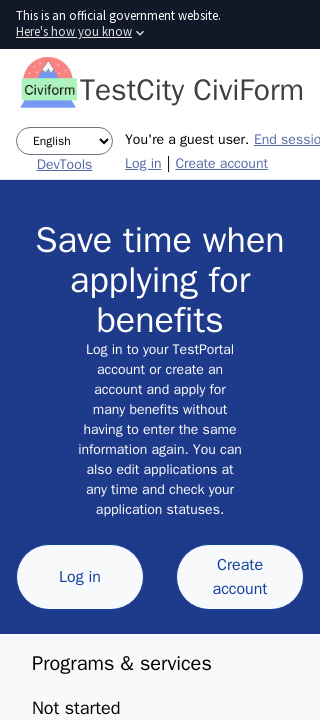 This is an official government website.
Here's how you know
Civiform
TestCity CiviForm
English
You're a guest user. End sessio
DevTools
Log in | Create account
Save time when
applying for
benefits
Log in to your TestPortal
account or create an
account and apply for
many benefits without
having to enter the same
information again. You can
also edit applications at
any time and check your
application statuses.
Log in
Create
account
Programs & services
Not started